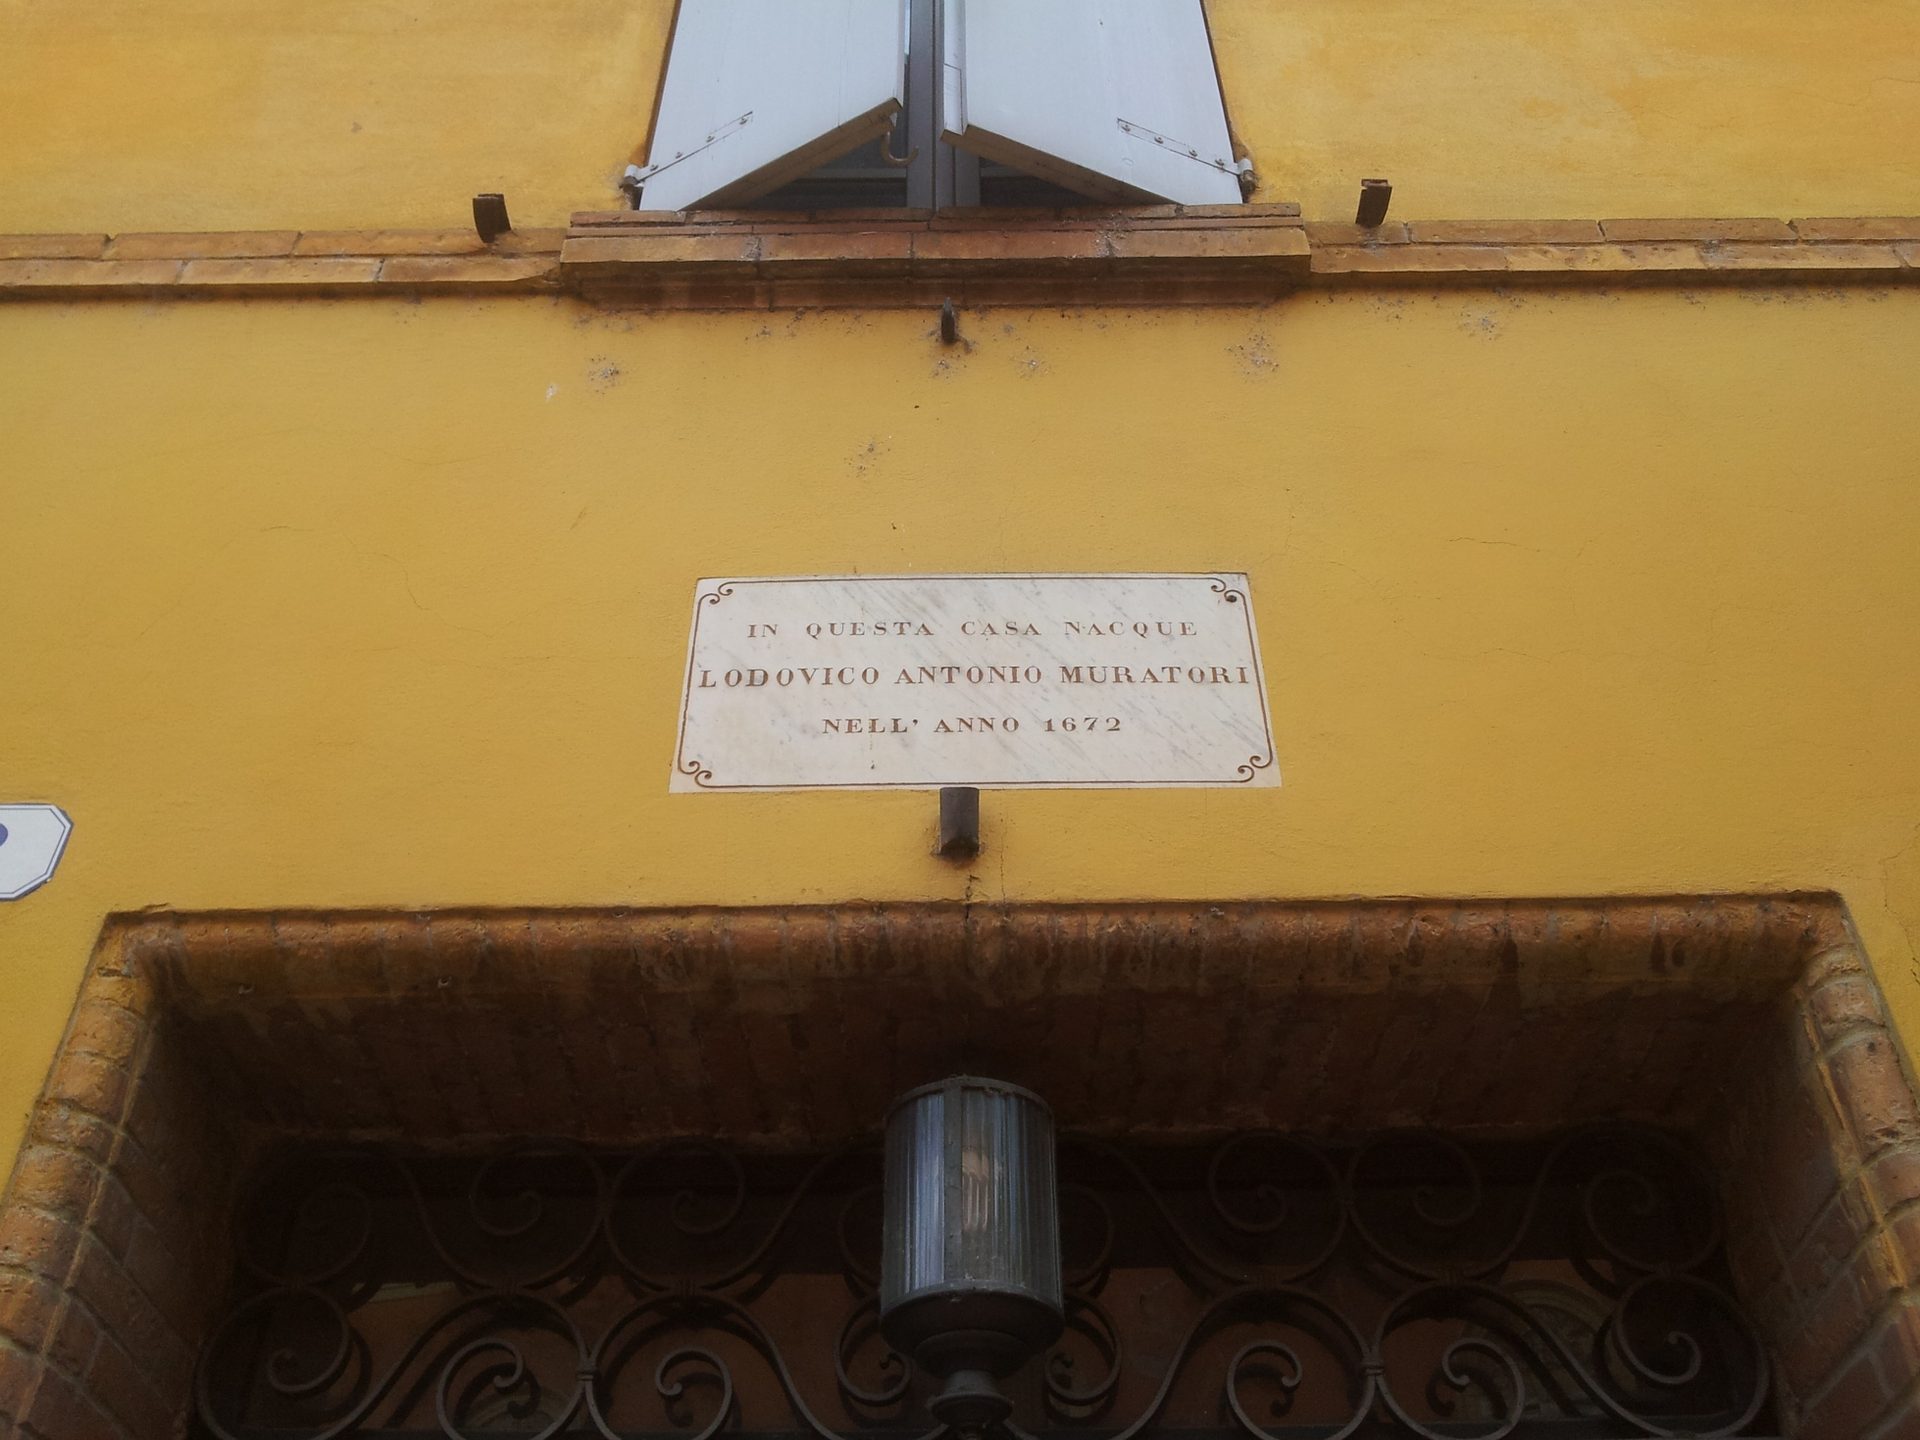 IN QUESTA CASA NACQUE
LODOVICO ANTONIO MURATORI
NELL' ANNO 1672